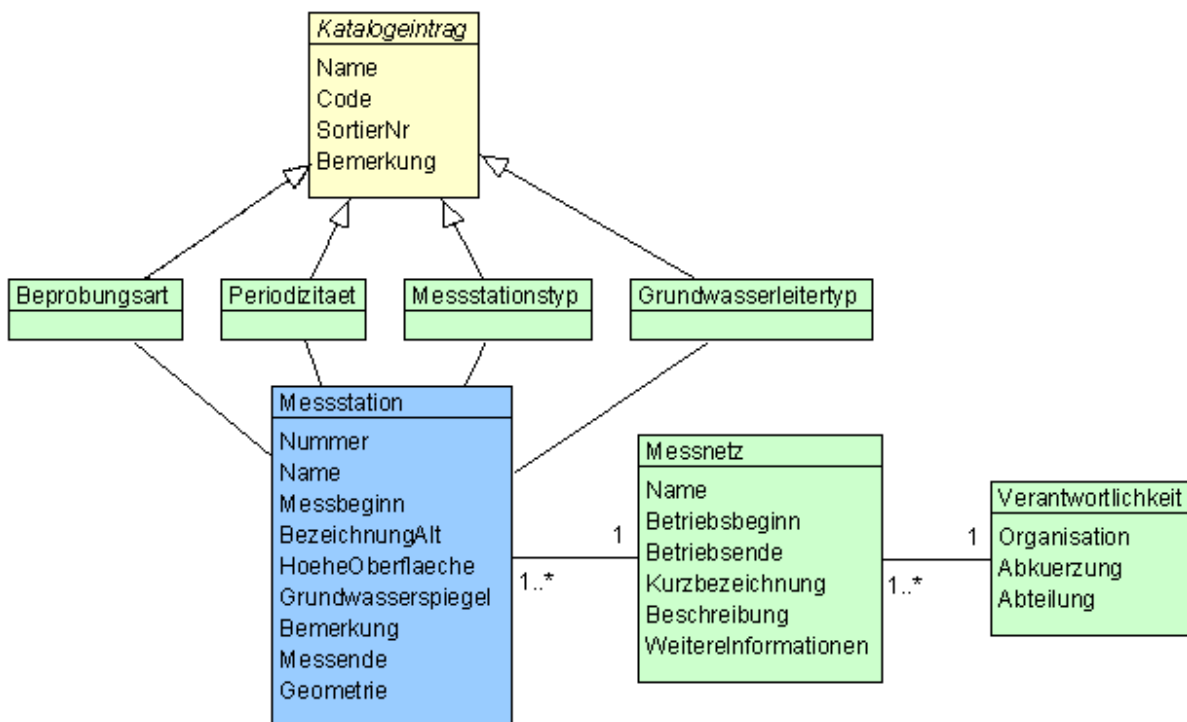 Katalogeintrag
Name
Code
SortierNr
Bemerkung
Beprobungsart
Periodizitaet
Messstationstyp
Grundwasserleitertyp
Messstation
Nummer
Name
Messbeginn
BezeichnungAlt
HoeheOberflaeche
Grundwasserspiegel
Bemerkung
Messende
Geometrie
1
1..*
Messnetz
Name
Betriebsbeginn
Betriebsende
Kurzbezeichnung
Beschreibung
WeitereInformationen
1
1..*
Verantwortlichkeit
Organisation
Abkuerzung
Abteilung